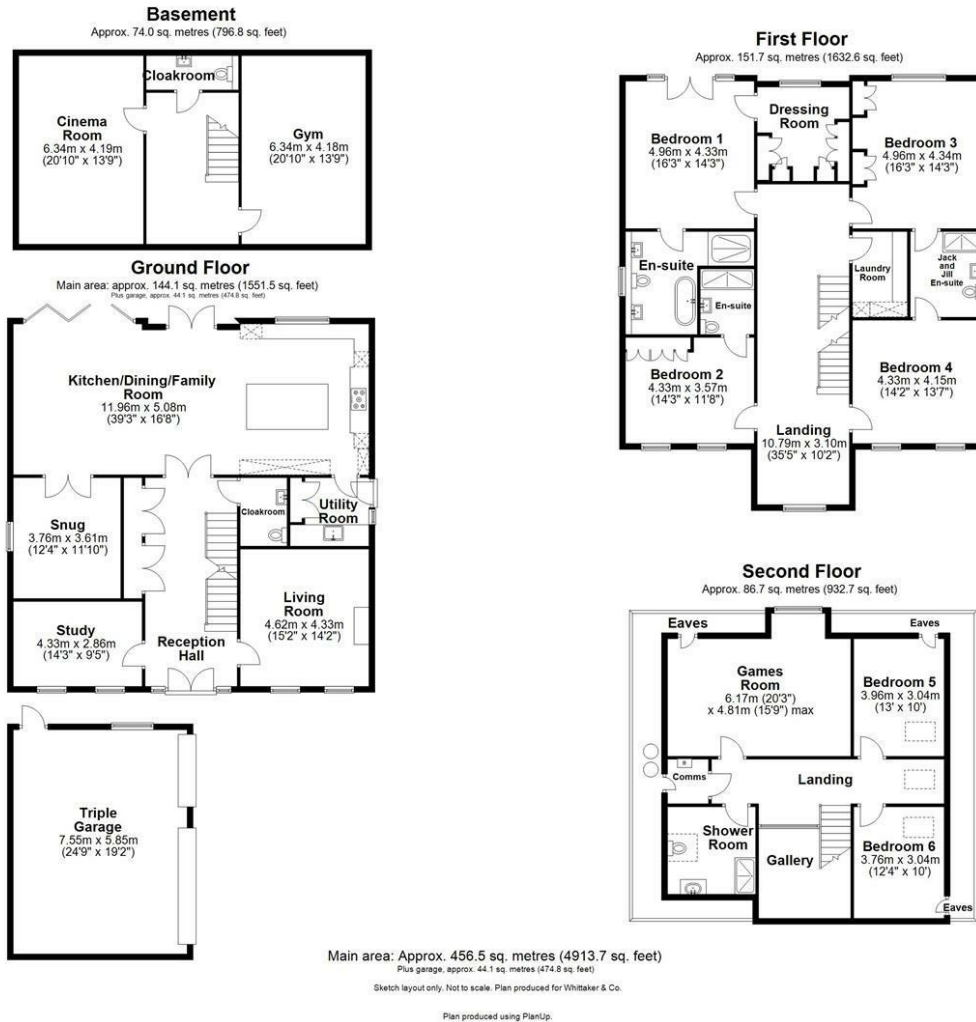 Basement
Approx. 74.0 sq. metres (796.8 sq. feet)
Cloakroom
Cinema
Room
6.34m x 4.19m
(20'10" x 13'9")
Gym
6.34m x 4.18m
(20'10" x 13'9")
Ground Floor
Main area: approx. 144.1 sq. metres (1551.5 sq. feet)
Plus garage, approx. 44.1 sq. metres (474.8 sq. feet)
Kitchen/Dining/Family
Room
11.96m x 5.08m
(39'3" x 16'8")
Snug
3.76m x 3.61m
(12'4" x 11'10")
Cloakroom
Utility
Room
Study
4.33m x 2.86m
(14'3" x 9'5")
Reception
Hall
Living
Room
4.62m x 4.33m
(15'2" x 14'2")
Triple
Garage
7.55m x 5.85m
(24'9" x 19'2")
First Floor
Approx. 151.7 sq. metres (1632.6 sq. feet)
Bedroom 1
4.96m x 4.33m
(16'3" x 14'3")
Dressing
Room
Bedroom 3
4.96m x 4.34m
(16'3" x 14'3")
En-suite
En-suite
Laundry
Room
Jack
and
Jill
En-suite
Bedroom 2
4.33m x 3.57m
(14'3" x 11'8")
Bedroom 4
4.33m x 4.15m
(14'2" x 13'7")
Landing
10.79m x 3.10m
(35'5" x 10'2")
Second Floor
Approx. 86.7 sq. metres (932.7 sq. feet)
Eaves
Eaves
Games
Room
6.17m (20'3")
x 4.81m (15'9") max
Bedroom 5
3.96m x 3.04m
(13' x 10')
Comms
Landing
Shower
Room
Gallery
Bedroom 6
3.76m x 3.04m
(12'4" x 10')
Eaves
Main area: Approx. 456.5 sq. metres (4913.7 sq. feet)
Plus garage, approx. 44.1 sq. metres (474.8 sq. feet)
Sketch layout only. Not to scale. Plan produced for Whittaker & Co.
Plan produced using PlanUp.